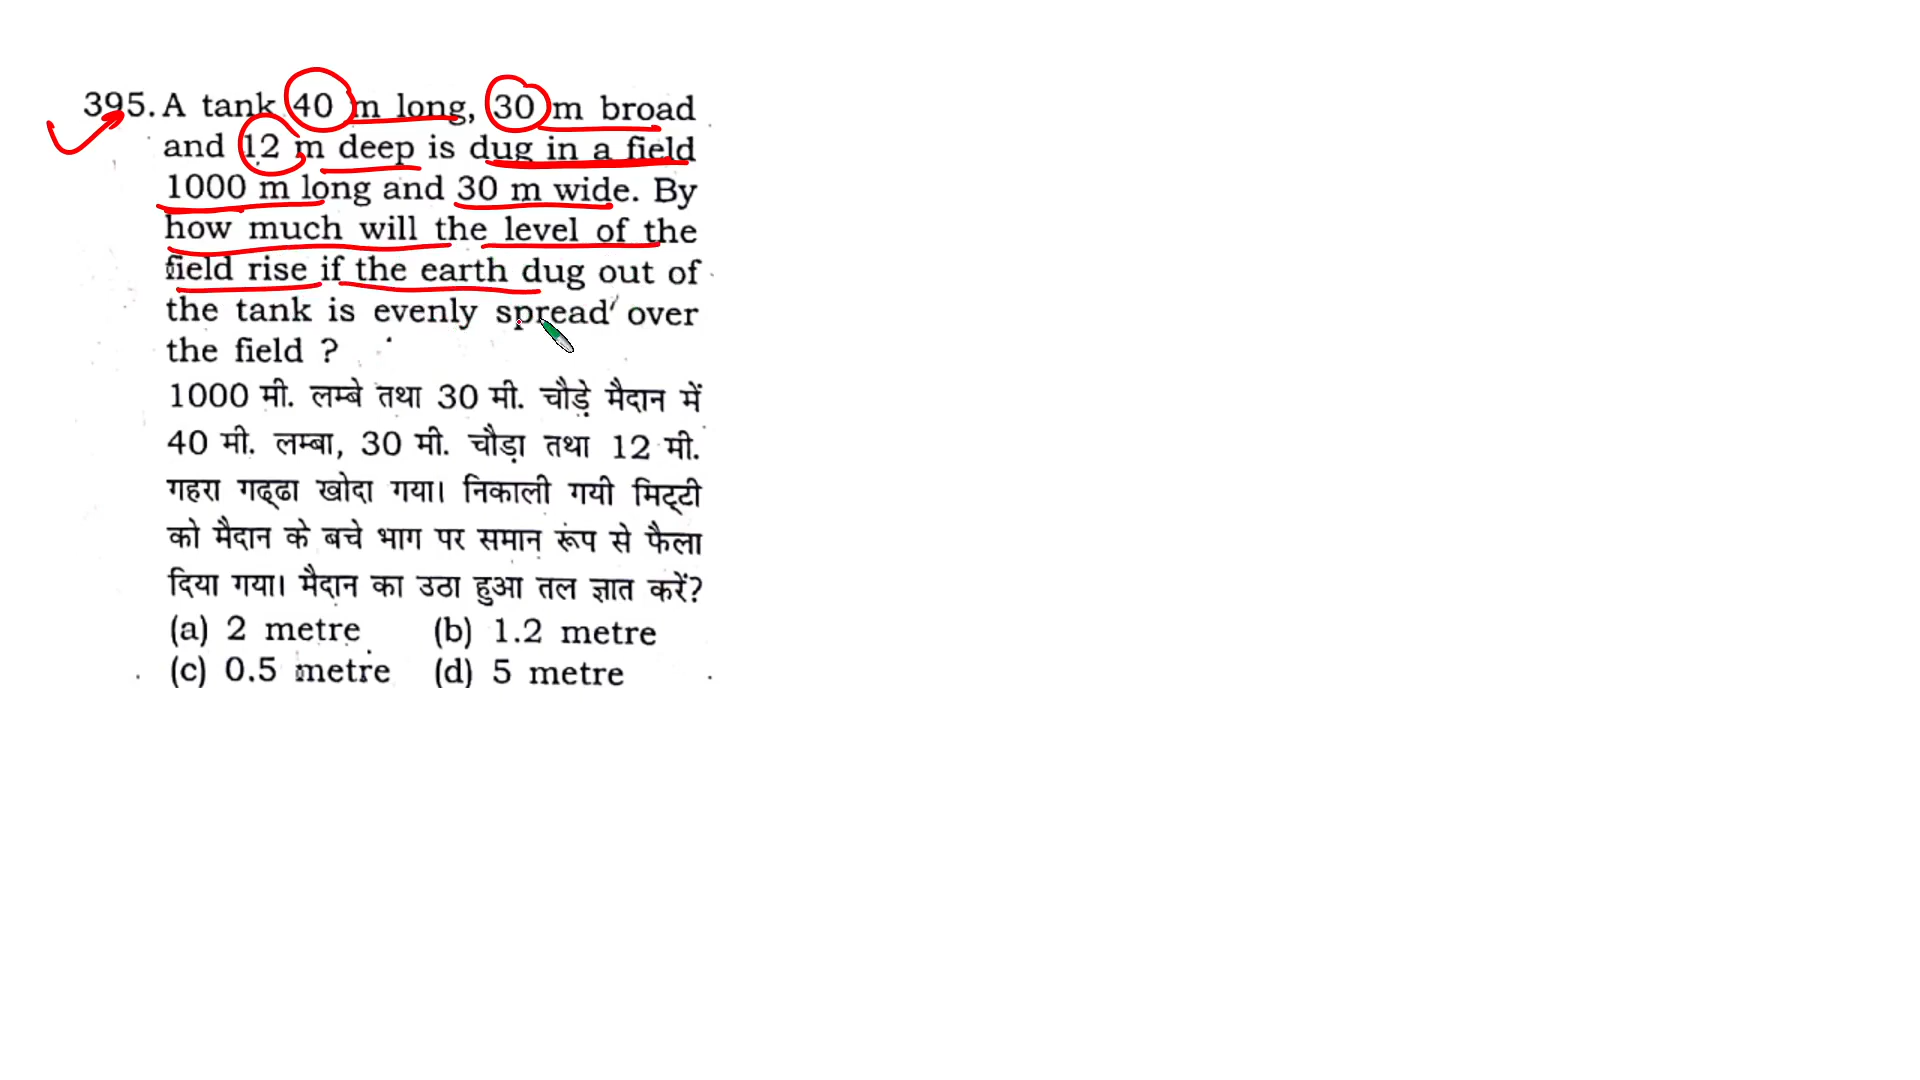 395. A tank 40 m long, 30 m broad
and 12 m deep is dug in a field
1000 m long and 30 m wide. By
how much will the level of the
field rise if the earth dug out of
the tank is evenly spread over
the field ?
1000 मी. लम्बे तथा 30 मी. चौड़े मैदान में
40 मी. लम्बा, 30 मी. चौड़ा तथा 12 मी.
गहरा गढ्ढा खोदा गया। निकाली गयी मिट्टी
को मैदान के बचे भाग पर समान रूप से फैला
दिया गया। मैदान का उठा हुआ तल ज्ञात करें?
(a) 2 metre (b) 1.2 metre
(c) 0.5 metre (d) 5 metre